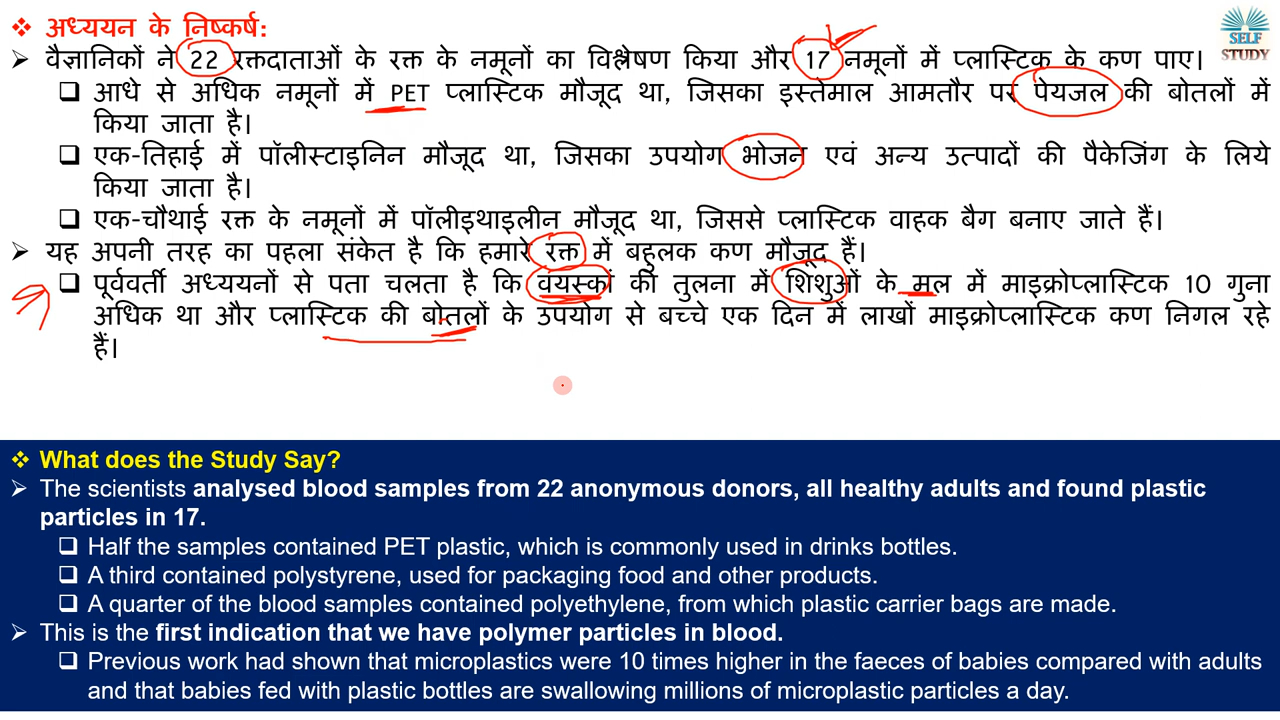 ❖ अध्ययन के निष्कर्ष:
SELF
STUDY
➢ वैज्ञानिकों ने 22 रक्तदाताओं के रक्त के नमूनों का विश्लेषण किया और 17 नमूनों में प्लास्टिक के कण पाए।
❑ आधे से अधिक नमूनों में PET प्लास्टिक मौजूद था, जिसका इस्तेमाल आमतौर पर पेयजल की बोतलों में
किया जाता है।
❑ एक-तिहाई में पॉलीस्टाइनिन मौजूद था, जिसका उपयोग भोजन एवं अन्य उत्पादों की पैकेजिंग के लिये
किया जाता है।
❑ एक-चौथाई रक्त के नमूनों में पॉलीइथाइलीन मौजूद था, जिससे प्लास्टिक वाहक बैग बनाए जाते हैं।
➢ यह अपनी तरह का पहला संकेत है कि हमारे रक्त में बहुलक कण मौजूद हैं।
❑ पूर्ववर्ती अध्ययनों से पता चलता है कि वयस्कों की तुलना में शिशुओं के मल में माइक्रोप्लास्टिक 10 गुना
अधिक था और प्लास्टिक की बोतलों के उपयोग से बच्चे एक दिन में लाखों माइक्रोप्लास्टिक कण निगल रहे
हैं।
❖ What does the Study Say?
➢ The scientists analysed blood samples from 22 anonymous donors, all healthy adults and found plastic
particles in 17.
❑ Half the samples contained PET plastic, which is commonly used in drinks bottles.
❑ A third contained polystyrene, used for packaging food and other products.
❑ A quarter of the blood samples contained polyethylene, from which plastic carrier bags are made.
➢ This is the first indication that we have polymer particles in blood.
❑ Previous work had shown that microplastics were 10 times higher in the faeces of babies compared with adults
and that babies fed with plastic bottles are swallowing millions of microplastic particles a day.